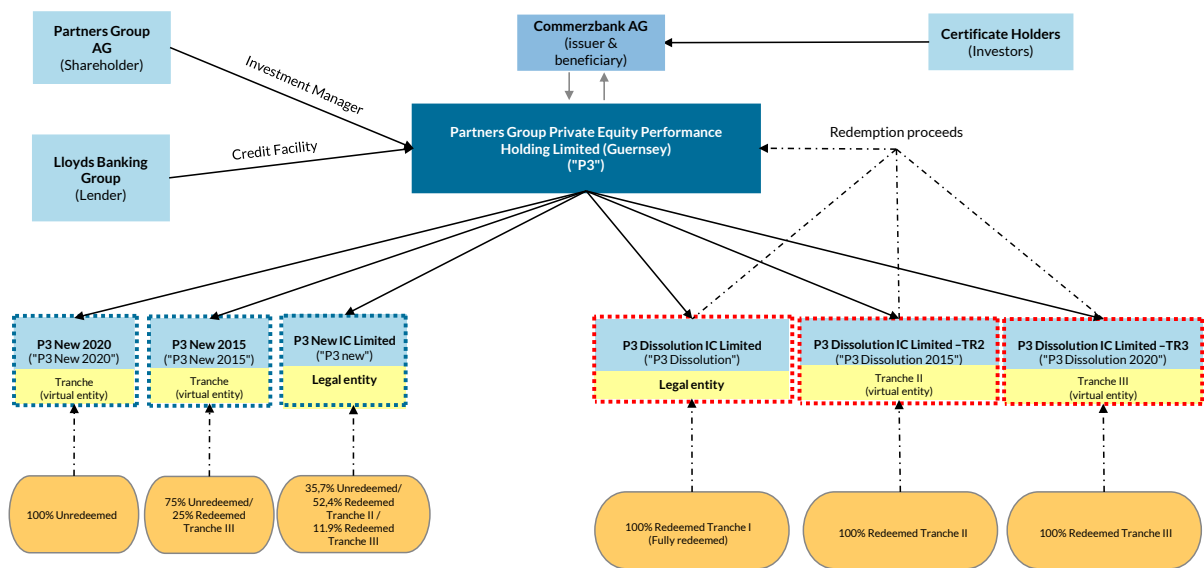 Partners Group
AG
(Shareholder)
Commerzbank AG
(issuer &
beneficiary)
Certificate Holders
(Investors)
Investment Manager
Lloyds Banking
Group
(Lender)
Credit Facility
Partners Group Private Equity Performance
Holding Limited (Guernsey)
("P3")
Redemption proceeds
P3 New 2020
("P3 New 2020")
Tranche
(virtual entity)
P3 New 2015
("P3 New 2015")
Tranche
(virtual entity)
P3 New IC Limited
("P3 new")
Legal entity
P3 Dissolution IC Limited
("P3 Dissolution")
Legal entity
P3 Dissolution IC Limited –TR2
("P3 Dissolution 2015")
Tranche II
(virtual entity)
P3 Dissolution IC Limited –TR3
("P3 Dissolution 2020")
Tranche III
(virtual entity)
100% Unredeemed
75% Unredeemed/
25% Redeemed
Tranche III
35,7% Unredeemed/
52,4% Redeemed
Tranche II /
11.9% Redeemed
Tranche III
100% Redeemed Tranche I
(Fully redeemed)
100% Redeemed Tranche II
100% Redeemed Tranche III